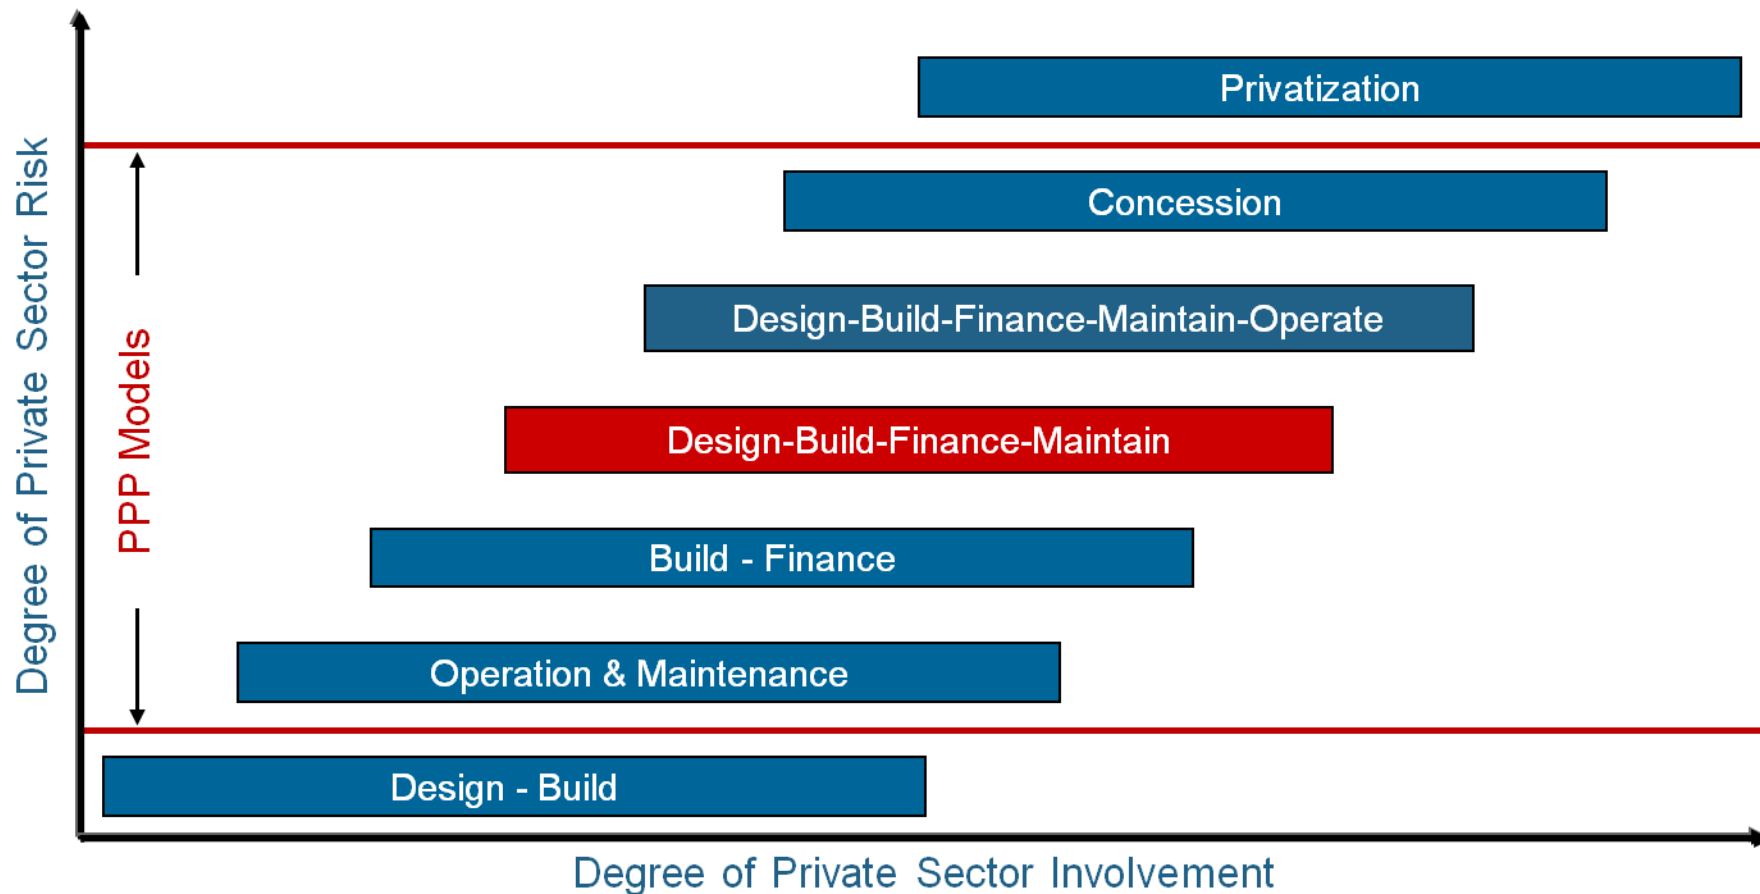 Privatization
Concession
Design-Build-Finance-Maintain-Operate
Design-Build-Finance-Maintain
Build - Finance
Operation & Maintenance
Design - Build
PPP Models
Degree of Private Sector Risk
Degree of Private Sector Involvement